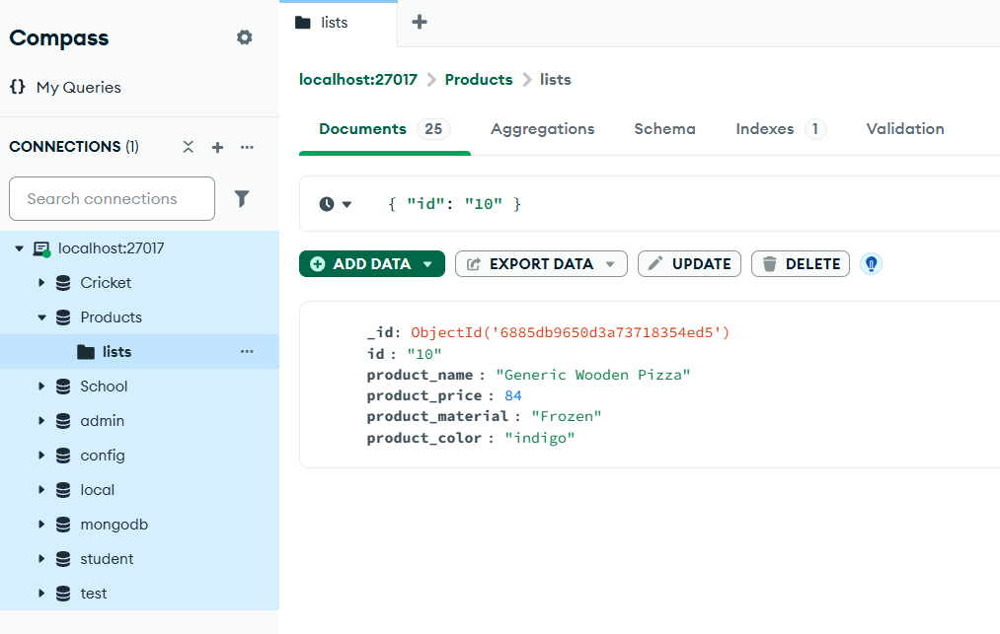 Compass
{} My Queries
CONNECTIONS (1)
Search connections
localhost:27017
Cricket
Products
lists
School
admin
config
local
mongodb
student
test
lists
localhost:27017 > Products > lists
Documents 25 Aggregations Schema Indexes 1 Validation
{ "id": "10" }
ADD DATA EXPORT DATA UPDATE DELETE
_id: ObjectId('6885db9650d3a73718354ed5')
id : "10"
product_name : "Generic Wooden Pizza"
product_price : 84
product_material : "Frozen"
product_color : "indigo"